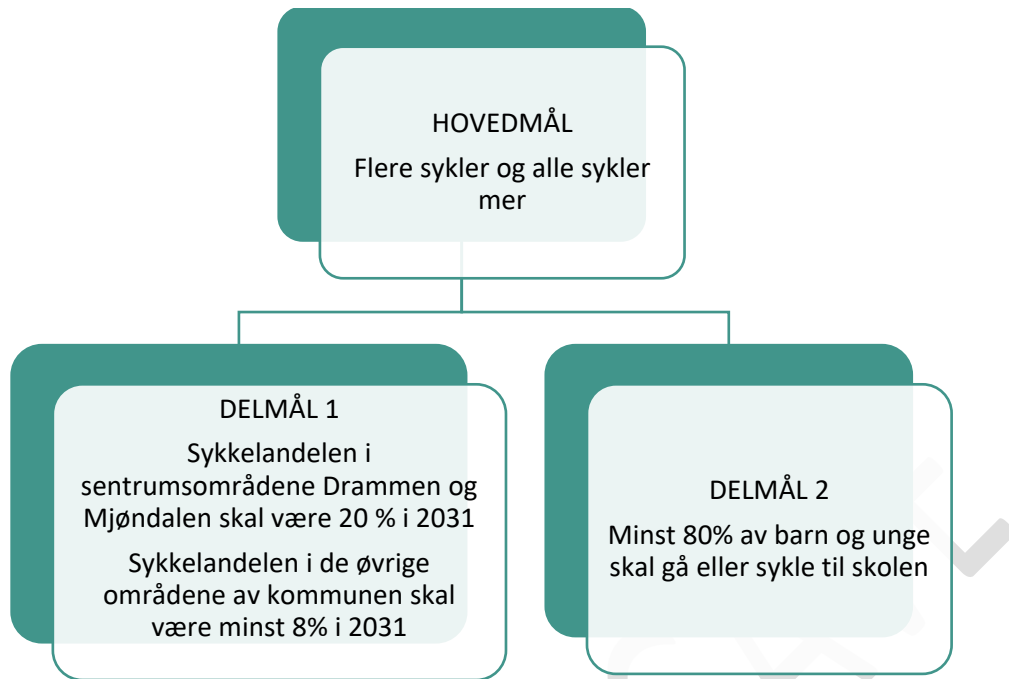 HOVEDMÅL
Flere sykler og alle sykler
mer
DELMÅL 1
Sykkelandelen i
sentrumsområdene Drammen og
Mjøndalen skal være 20 % i 2031
Sykkelandelen i de øvrige
områdene av kommunen skal
være minst 8% i 2031
DELMÅL 2
Minst 80% av barn og unge
skal gå eller sykle til skolen